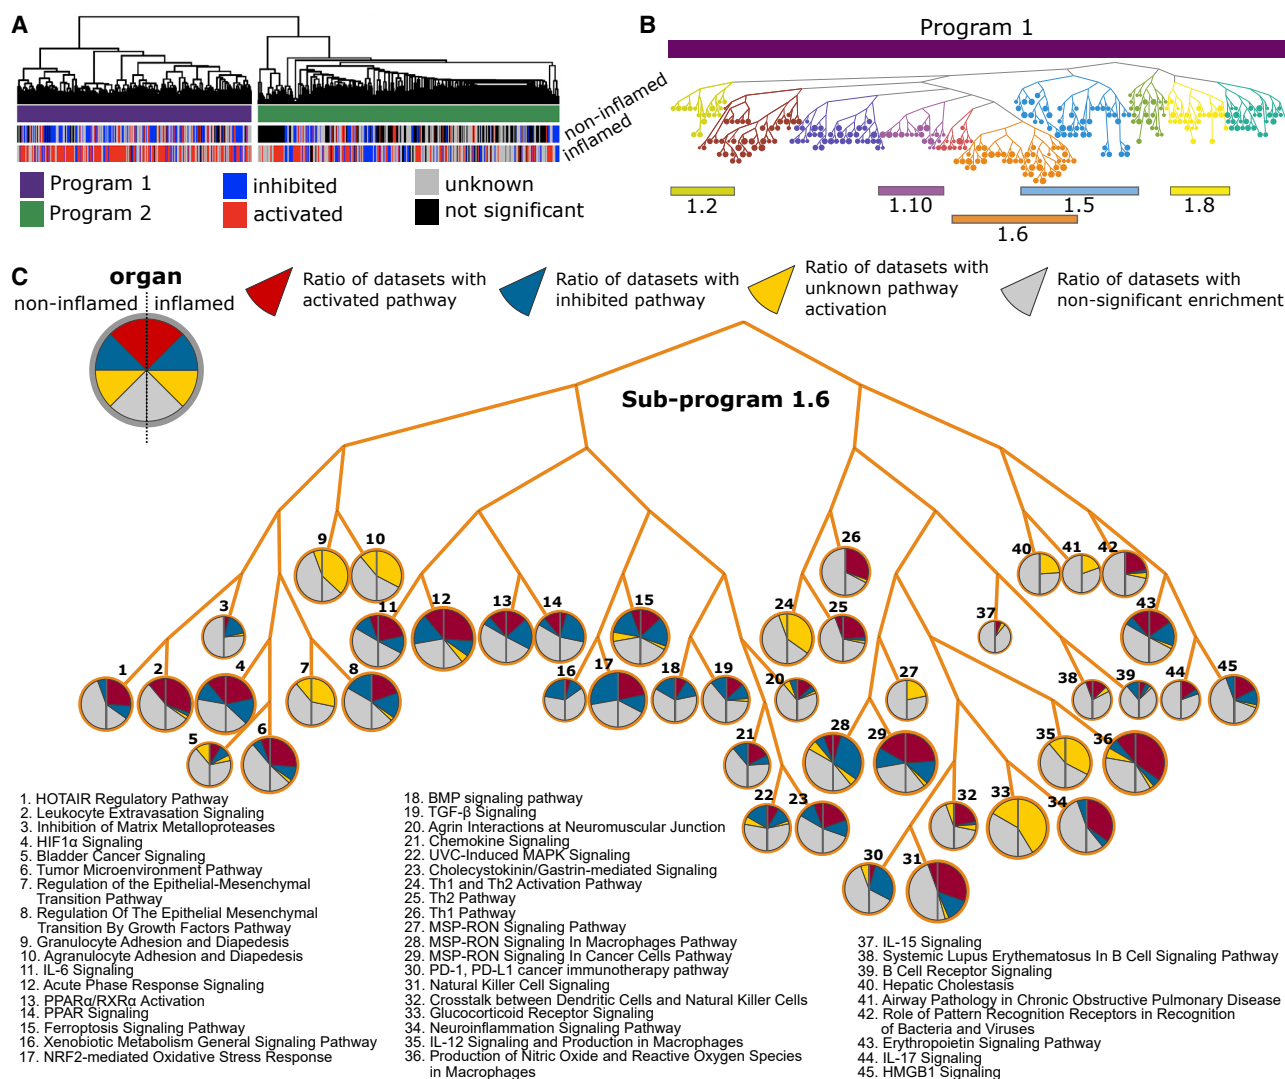 A
non-inflamed
inflamed
Program 1
Program 2
inhibited
activated
unknown
not significant
B
Program 1
1.2
1.10
1.5
1.8
1.6
C
organ
non-inflamed
inflamed
Ratio of datasets with
activated pathway
Ratio of datasets with
inhibited pathway
Ratio of datasets with
unknown pathway
activation
Ratio of datasets with
non-significant enrichment
Sub-program 1.6
1
2
3
4
5
6
7
8
9
10
11
12
13
14
15
16
17
18
19
20
21
22
23
24
25
26
27
28
29
30
31
32
33
34
35
36
37
38
39
40
41
42
43
44
45
1. HOTAIR Regulatory Pathway
2. Leukocyte Extravasation Signaling
3. Inhibition of Matrix Metalloproteases
4. HIF1α Signaling
5. Bladder Cancer Signaling
6. Tumor Microenvironment Pathway
7. Regulation of the Epithelial-Mesenchymal
Transition Pathway
8. Regulation Of The Epithelial Mesenchymal
Transition By Growth Factors Pathway
9. Granulocyte Adhesion and Diapedesis
10. Agranulocyte Adhesion and Diapedesis
11. IL-6 Signaling
12. Acute Phase Response Signaling
13. PPARα/RXRα Activation
14. PPAR Signaling
15. Ferroptosis Signaling Pathway
16. Xenobiotic Metabolism General Signaling Pathway
17. NRF2-mediated Oxidative Stress Response
18. BMP signaling pathway
19. TGF-β Signaling
20. Agrin Interactions at Neuromuscular Junction
21. Chemokine Signaling
22. UVC-Induced MAPK Signaling
23. Cholecystokinin/Gastrin-mediated Signaling
24. Th1 and Th2 Activation Pathway
25. Th2 Pathway
26. Th1 Pathway
27. MSP-RON Signaling Pathway
28. MSP-RON Signaling In Macrophages Pathway
29. MSP-RON Signaling In Cancer Cells Pathway
30. PD-1, PD-L1 cancer immunotherapy pathway
31. Natural Killer Cell Signaling
32. Crosstalk between Dendritic Cells and Natural Killer Cells
33. Glucocorticoid Receptor Signaling
34. Neuroinflammation Signaling Pathway
35. IL-12 Signaling and Production in Macrophages
36. Production of Nitric Oxide and Reactive Oxygen Species
in Macrophages
37. IL-15 Signaling
38. Systemic Lupus Erythematosus In B Cell Signaling Pathway
39. B Cell Receptor Signaling
40. Hepatic Cholestasis
41. Airway Pathology in Chronic Obstructive Pulmonary Disease
42. Role of Pattern Recognition Receptors in Recognition
of Bacteria and Viruses
43. Erythropoietin Signaling Pathway
44. IL-17 Signaling
45. HMGB1 Signaling